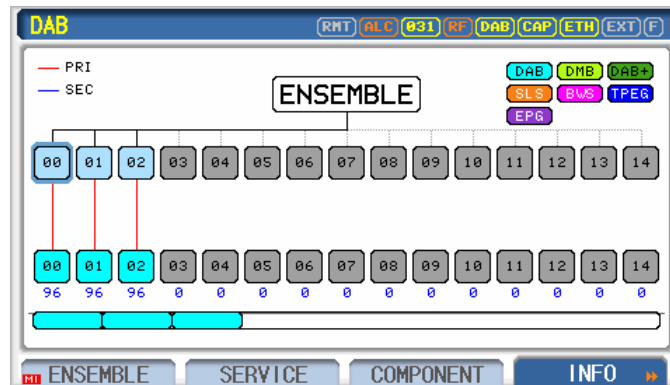 DAB RMT ALC 031 RF DAB CAP ETH EXT F
PRI DAB DMB DAB+
SEC SLS BWS TPEG
ENSEMBLE
EPG
00 01 02 03 04 05 06 07 08 09 10 11 12 13 14
00 01 02 03 04 05 06 07 08 09 10 11 12 13 14
96 96 96 0 0 0 0 0 0 0 0 0 0 0 0
MI ENSEMBLE SERVICE COMPONENT INFO